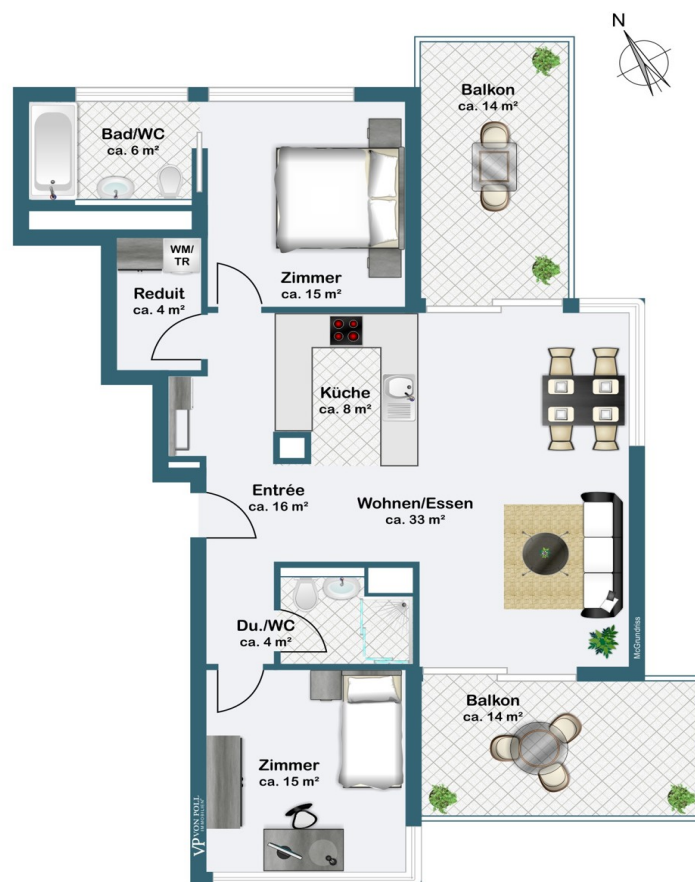 N
Balkon
ca. 14 m²
Bad/WC
ca. 6 m²
WM/
TR
Zimmer
ca. 15 m²
Reduit
ca. 4 m²
Küche
ca. 8 m²
Entrée
ca. 16 m²
Wohnen/Essen
ca. 33 m²
Du./WC
ca. 4 m²
McGrundriss
Balkon
ca. 14 m²
Zimmer
ca. 15 m²
VP VON POLL
IMMOBILIEN®